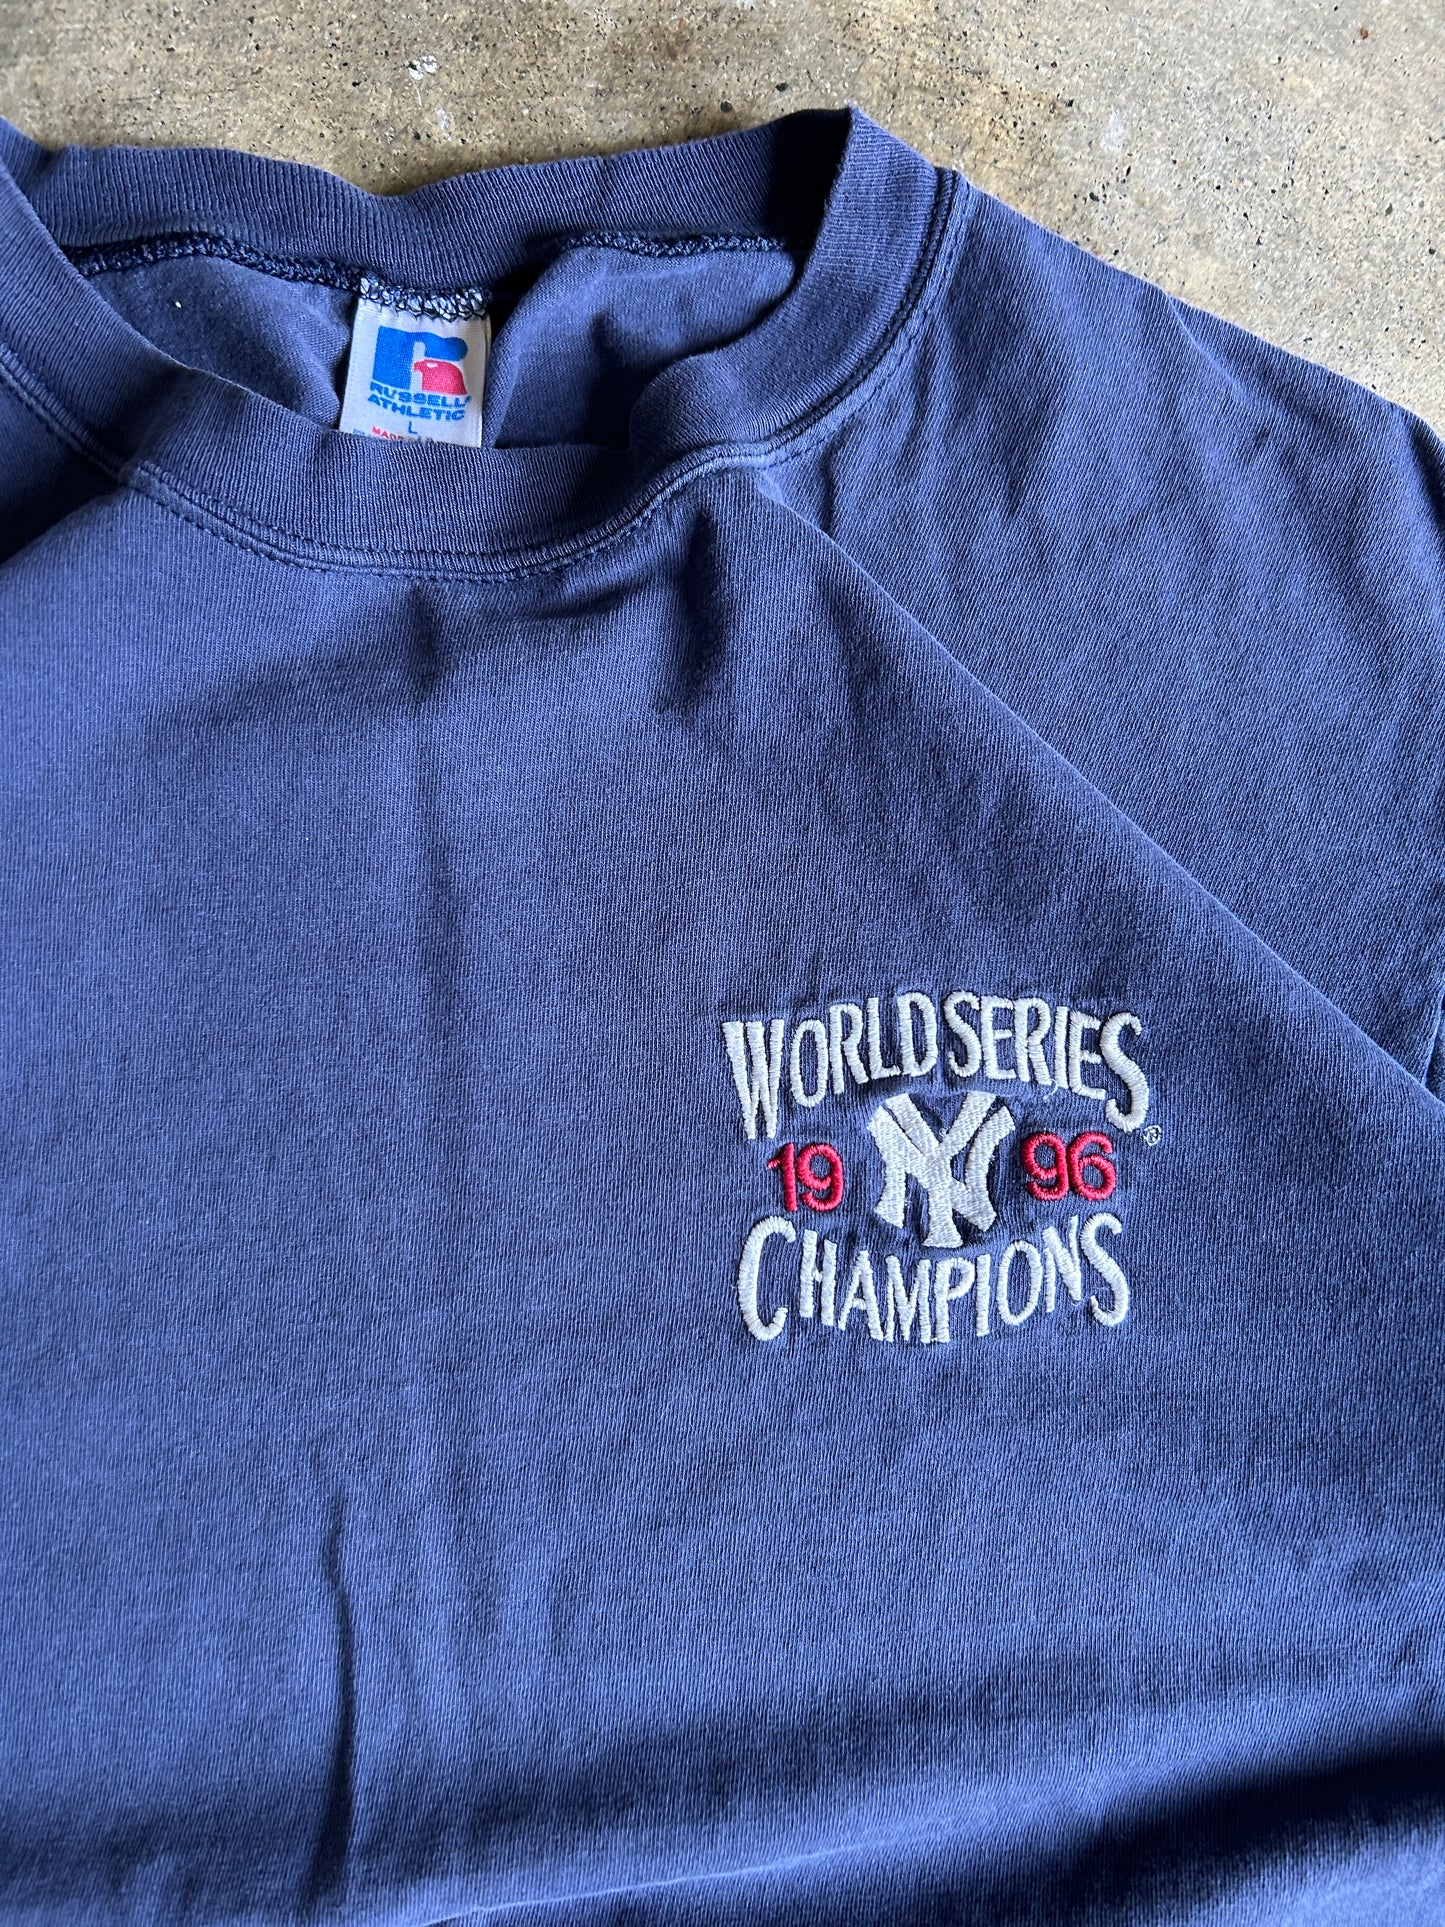 RUSSELL®
ATHLETIC
L
WORLD SERIES
19 NY 96 ®
CHAMPIONS